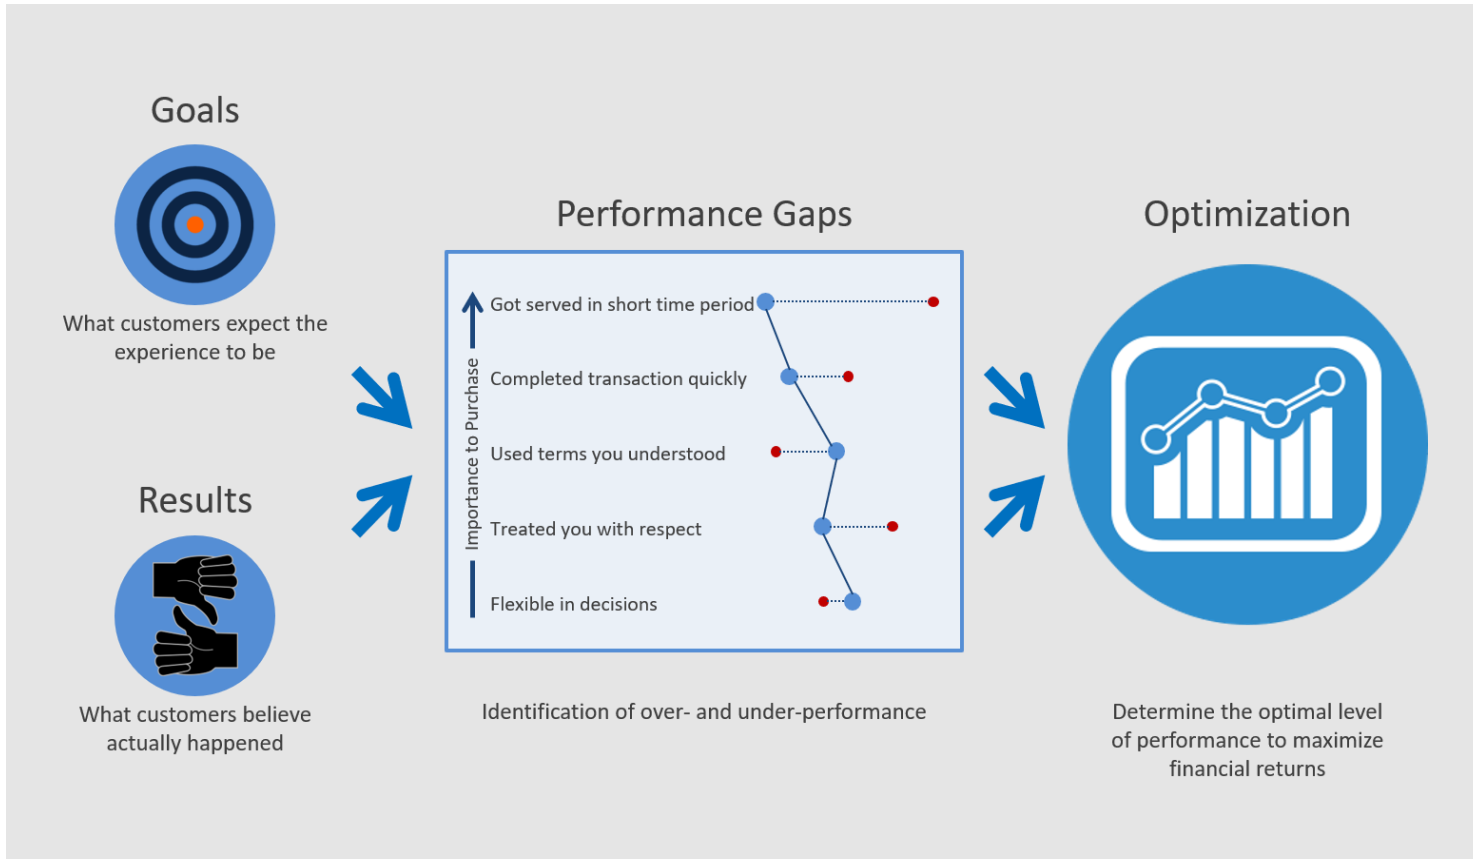 Goals
What customers expect the
experience to be
Results
What customers believe
actually happened
Performance Gaps
Importance to Purchase
Got served in short time period
Completed transaction quickly
Used terms you understood
Treated you with respect
Flexible in decisions
Identification of over- and under-performance
Optimization
Determine the optimal level
of performance to maximize
financial returns